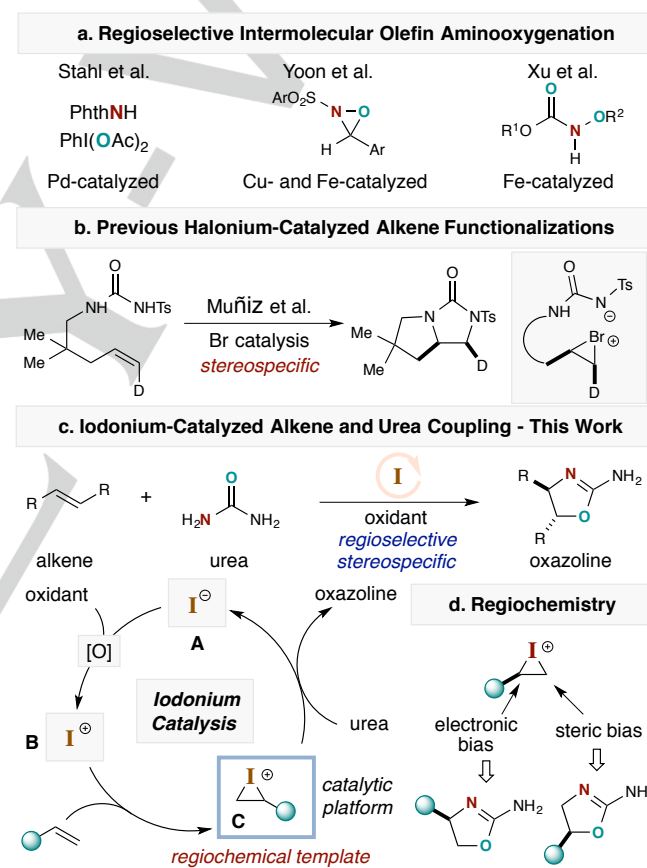 a. Regioselective Intermolecular Olefin Aminooxygenation
Stahl et al.
Yoon et al.
Xu et al.
PhthNH
PhI(OAc)2
ArO2S
N
O
H
Ar
O
R1O
N
OR2
H
Pd-catalyzed
Cu- and Fe-catalyzed
Fe-catalyzed
b. Previous Halonium-Catalyzed Alkene Functionalizations
O
NH
NHTs
Me
Me
D
Muñiz et al.
Br catalysis
stereospecific
O
N
NTs
Me
Me
D
O
Ts
NH
N
⊖
Br
⊕
D
c. Iodonium-Catalyzed Alkene and Urea Coupling - This Work
R
R
+
O
H2N
NH2
I
oxidant
regioselective
stereospecific
R
N
NH2
O
R
alkene
urea
oxazoline
oxidant
I⊖
A
oxazoline
d. Regiochemistry
[O]
Iodonium
Catalysis
B
I⊕
urea
I
⊕
C
catalytic
platform
regiochemical template
I⊕
electronic
bias
steric bias
N
NH2
O
N
NH
O